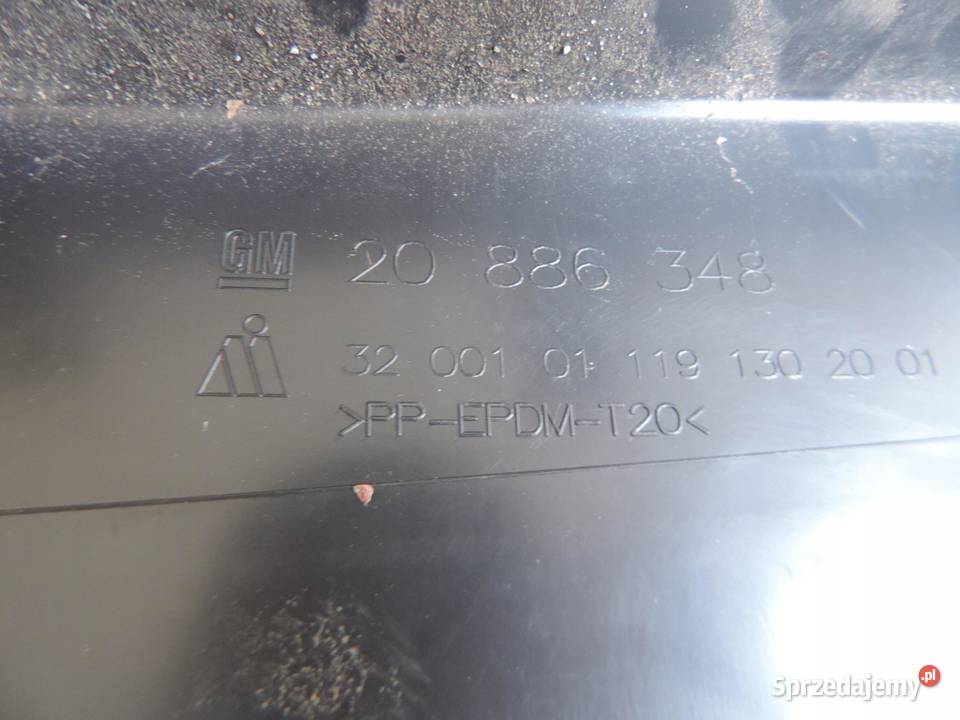 GM 20 886 348
32 001 01 119 130 20 01
>PP-EPDM-T20<
Sprzedajemy.pl